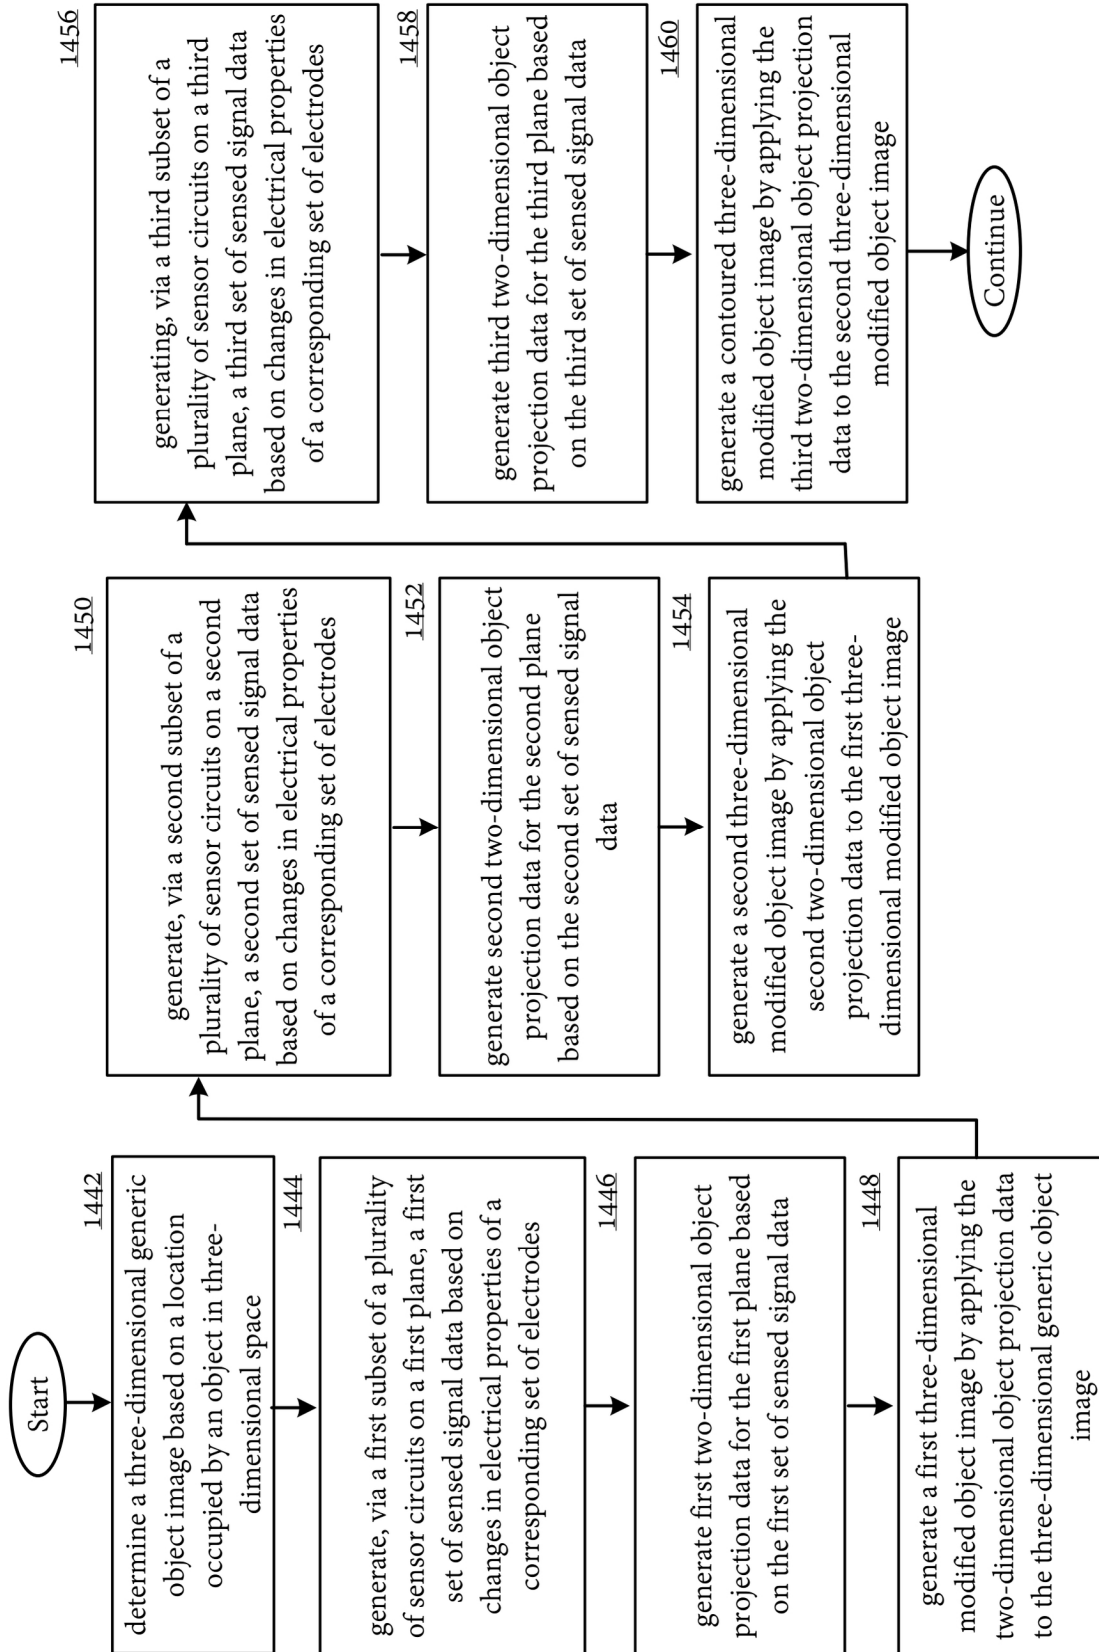 Start
1442
determine a three-dimensional generic
object image based on a location
occupied by an object in three-
dimensional space
1444
generate, via a first subset of a plurality
of sensor circuits on a first plane, a first
set of sensed signal data based on
changes in electrical properties of a
corresponding set of electrodes
1446
generate first two-dimensional object
projection data for the first plane based
on the first set of sensed signal data
1448
generate a first three-dimensional
modified object image by applying the
two-dimensional object projection data
to the three-dimensional generic object
image
1450
generate, via a second subset of a
plurality of sensor circuits on a second
plane, a second set of sensed signal data
based on changes in electrical properties
of a corresponding set of electrodes
1452
generate second two-dimensional object
projection data for the second plane
based on the second set of sensed signal
data
1454
generate a second three-dimensional
modified object image by applying the
second two-dimensional object
projection data to the first three-
dimensional modified object image
1456
generating, via a third subset of a
plurality of sensor circuits on a third
plane, a third set of sensed signal data
based on changes in electrical properties
of a corresponding set of electrodes
1458
generate third two-dimensional object
projection data for the third plane based
on the third set of sensed signal data
1460
generate a contoured three-dimensional
modified object image by applying the
third two-dimensional object projection
data to the second three-dimensional
modified object image
Continue